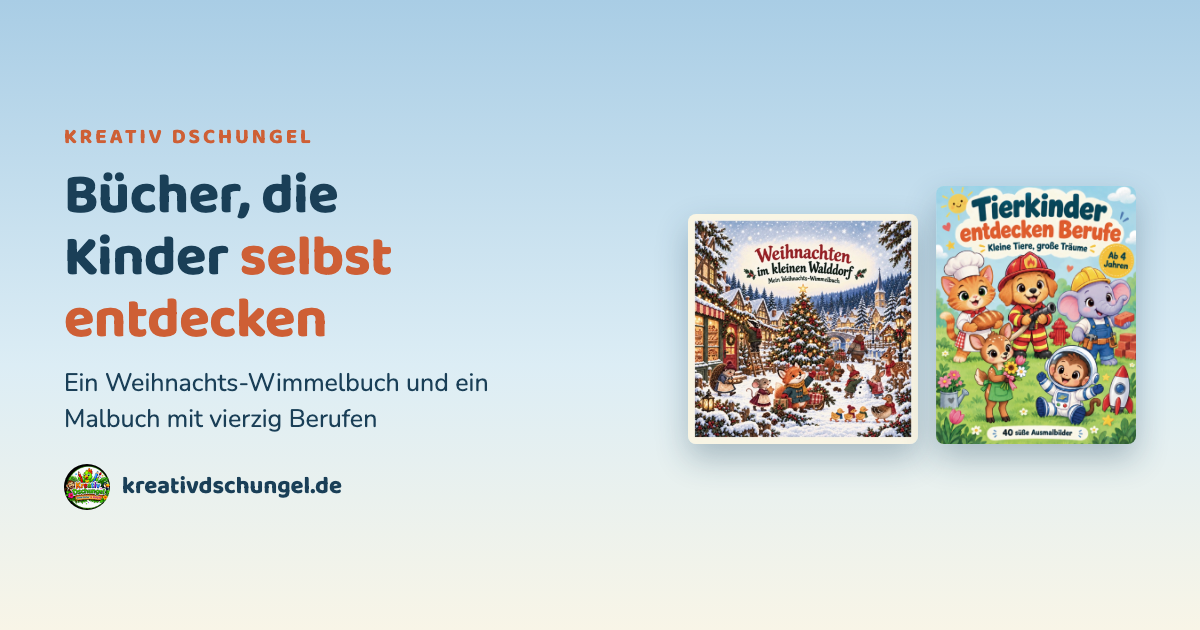 KREATIV DSCHUNGEL
Bücher, die
Kinder selbst
entdecken
Ein Weihnachts-Wimmelbuch und ein
Malbuch mit vierzig Berufen
kreativdschungel.de
Weihnachten
im kleinen Walddorf
Mein Weihnachts-Wimmelbuch
Tierkinder
entdecken Berufe
Kleine Tiere, große Träume
Ab 4
Jahren
40 süße Ausmalbilder